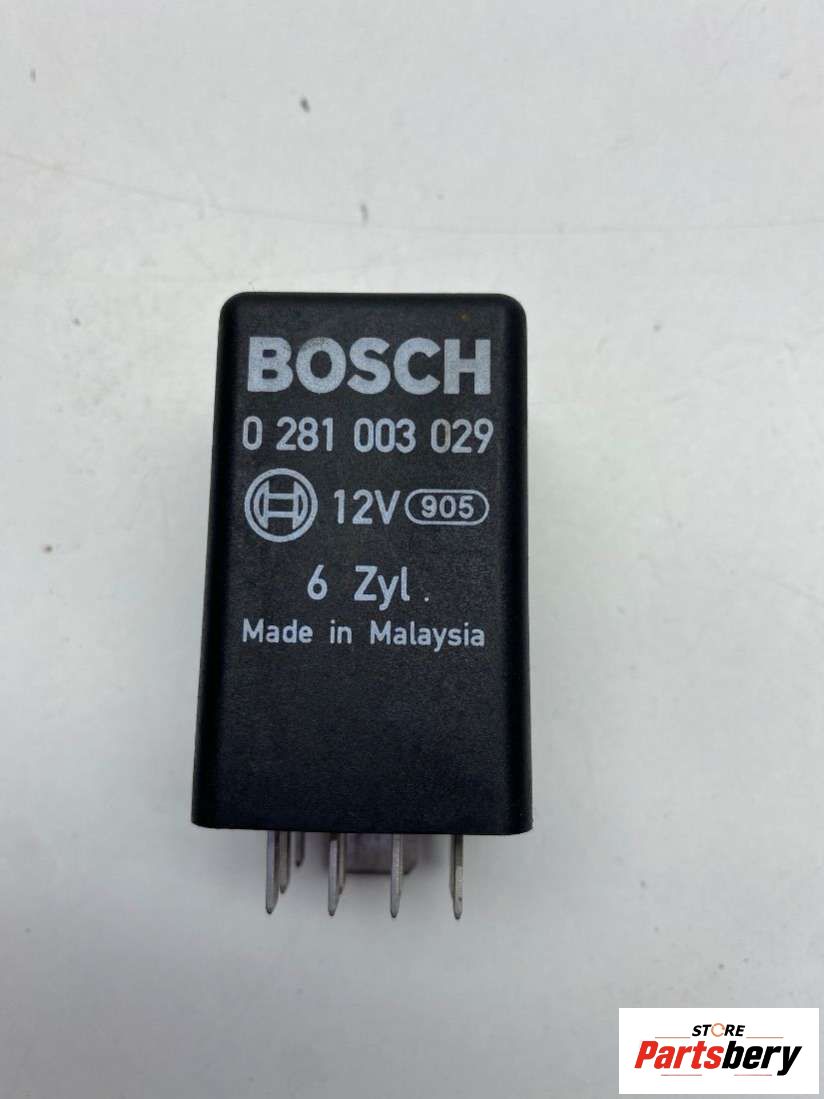 BOSCH
0 281 003 029
12V 905
6 Zyl.
Made in Malaysia
STORE
Partsbery